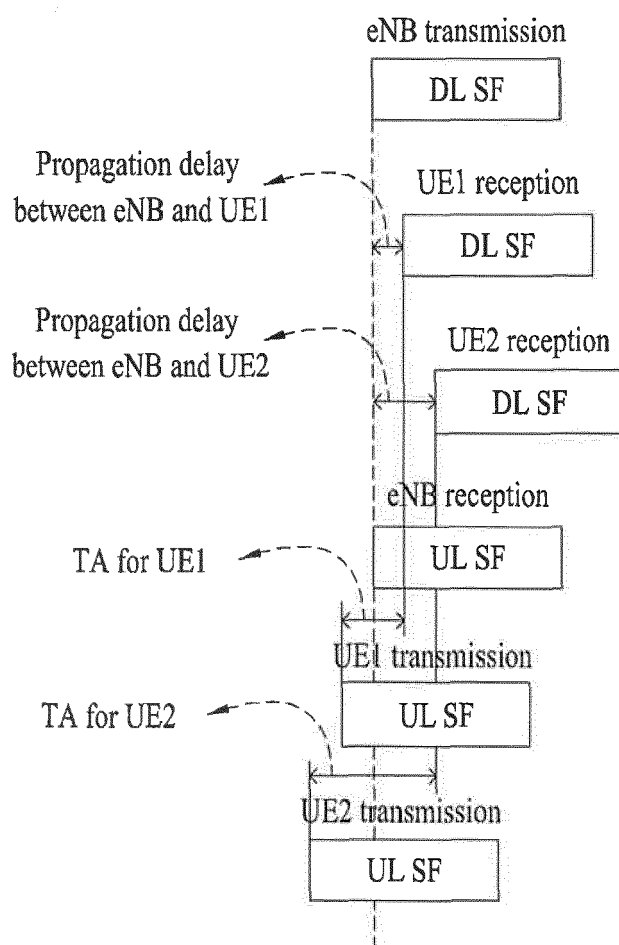 eNB transmission
DL SF
Propagation delay
between eNB and UE1
UE1 reception
DL SF
Propagation delay
between eNB and UE2
UE2 reception
DL SF
eNB reception
UL SF
TA for UE1
UE1 transmission
UL SF
TA for UE2
UE2 transmission
UL SF